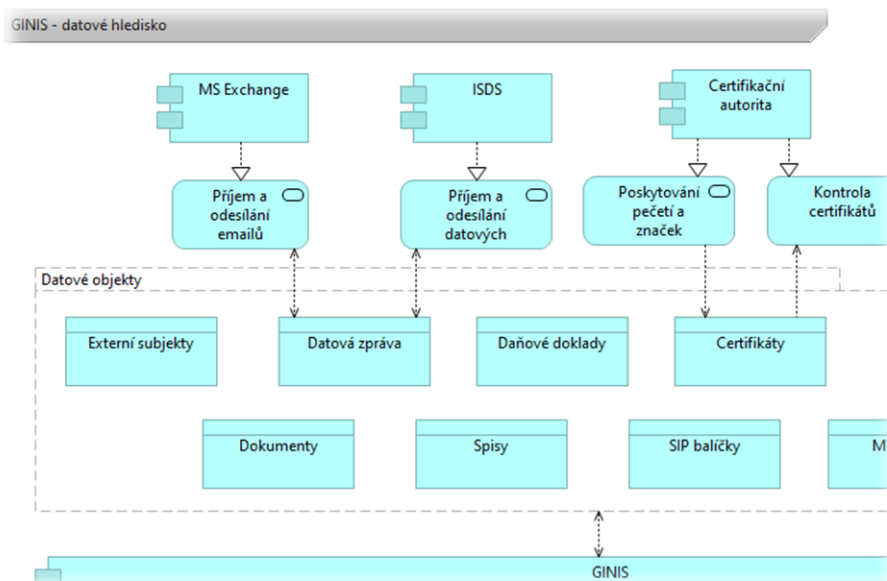 GINIS - datové hledisko
MS Exchange
ISDS
Certifikační
autorita
Příjem a
odesílání
emailů
Příjem a
odesílání
datových
Poskytování
pečetí a
značek
Kontrola
certifikátů
Datové objekty
Externí subjekty
Datová zpráva
Daňové doklady
Certifikáty
Dokumenty
Spisy
SIP balíčky
GINIS